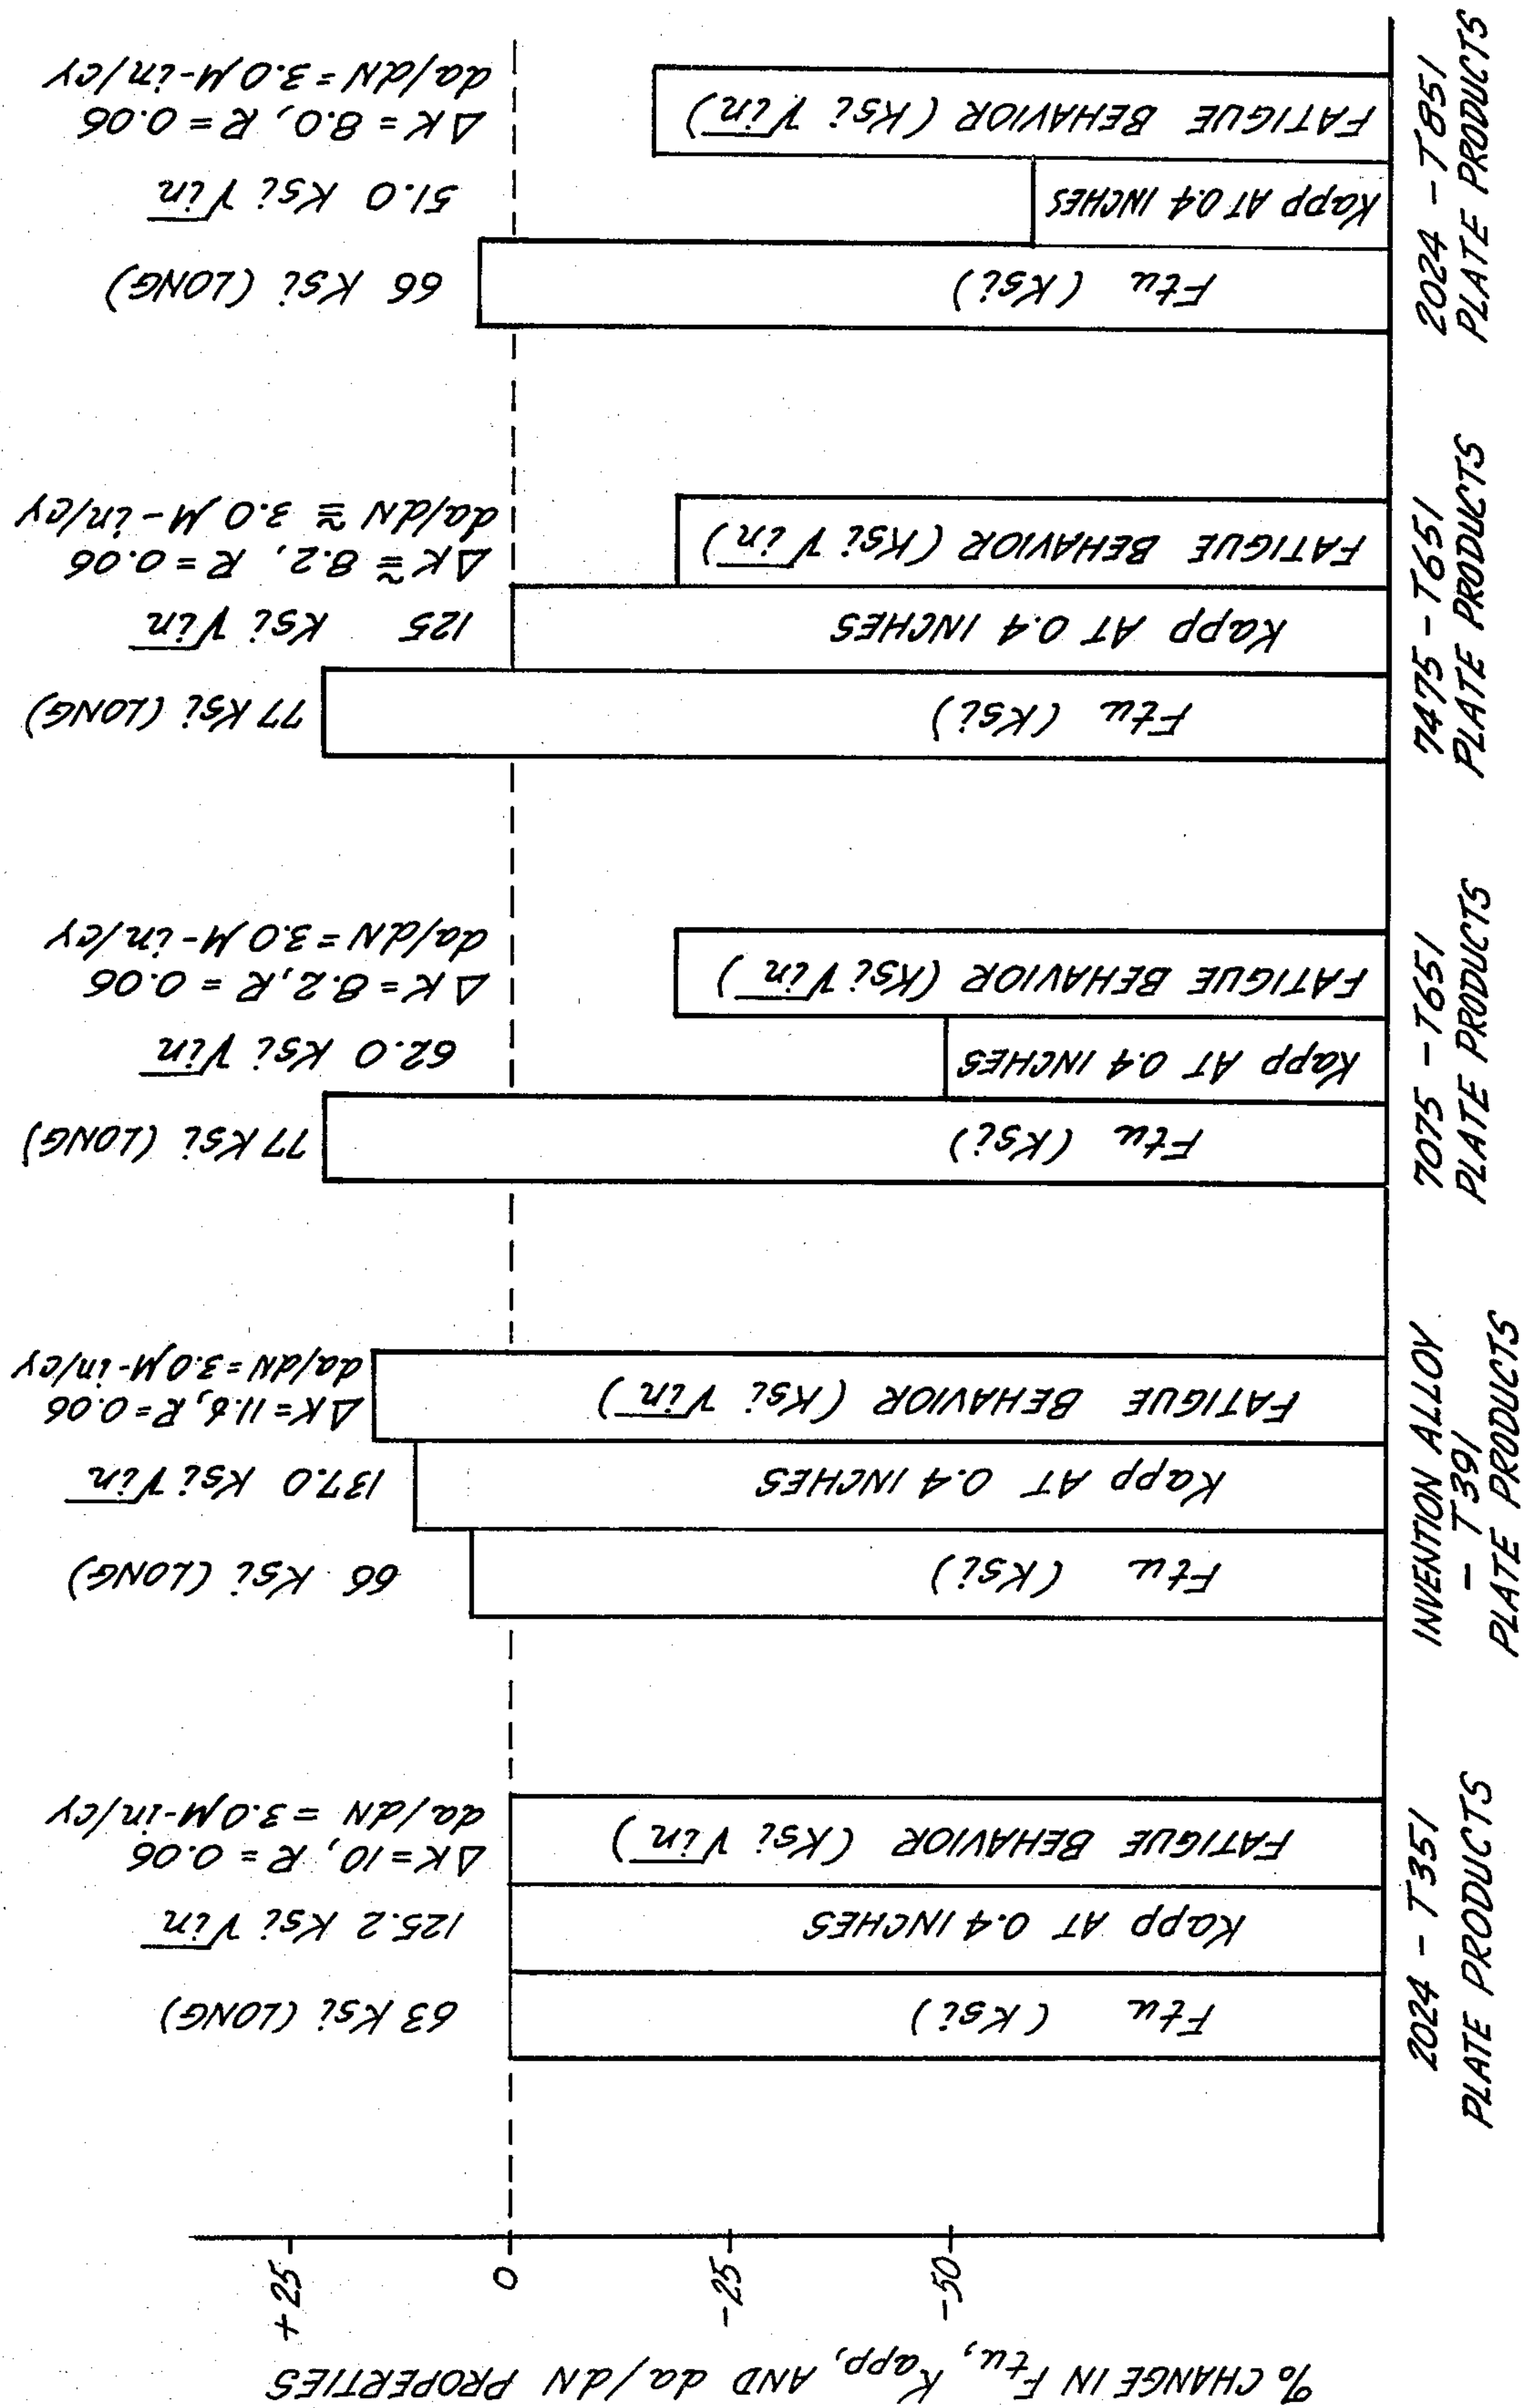 % CHANGE IN Ftu, Kapp, AND da/dN PROPERTIES
+25
0
-25
-50
63 Ksi (LONG)
Ftu (Ksi)
125.2 Ksi √in
Kapp AT 0.4 INCHES
ΔK = 10, R = 0.06
da/dN = 3.0 μ-in/cy
FATIGUE BEHAVIOR (Ksi √in)
2024 - T351
PLATE PRODUCTS
66 Ksi (LONG)
Ftu (Ksi)
137.0 Ksi √in
Kapp AT 0.4 INCHES
ΔK = 11.6, R = 0.06
da/dN = 3.0 μ-in/cy
FATIGUE BEHAVIOR (Ksi √in)
INVENTION ALLOY
- T391
PLATE PRODUCTS
77 Ksi (LONG)
Ftu (Ksi)
62.0 Ksi √in
Kapp AT 0.4 INCHES
ΔK = 8.2, R = 0.06
da/dN = 3.0 μ-in/cy
FATIGUE BEHAVIOR (Ksi √in)
7075 - T651
PLATE PRODUCTS
77 Ksi (LONG)
Ftu (Ksi)
125 Ksi √in
Kapp AT 0.4 INCHES
ΔK ≅ 8.2, R = 0.06
da/dN ≅ 3.0 μ-in/cy
FATIGUE BEHAVIOR (Ksi √in)
7475 - T651
PLATE PRODUCTS
66 Ksi (LONG)
Ftu (Ksi)
51.0 Ksi √in
Kapp AT 0.4 INCHES
ΔK = 8.0, R = 0.06
da/dN = 3.0 μ-in/cy
FATIGUE BEHAVIOR (Ksi √in)
2024 - T851
PLATE PRODUCTS